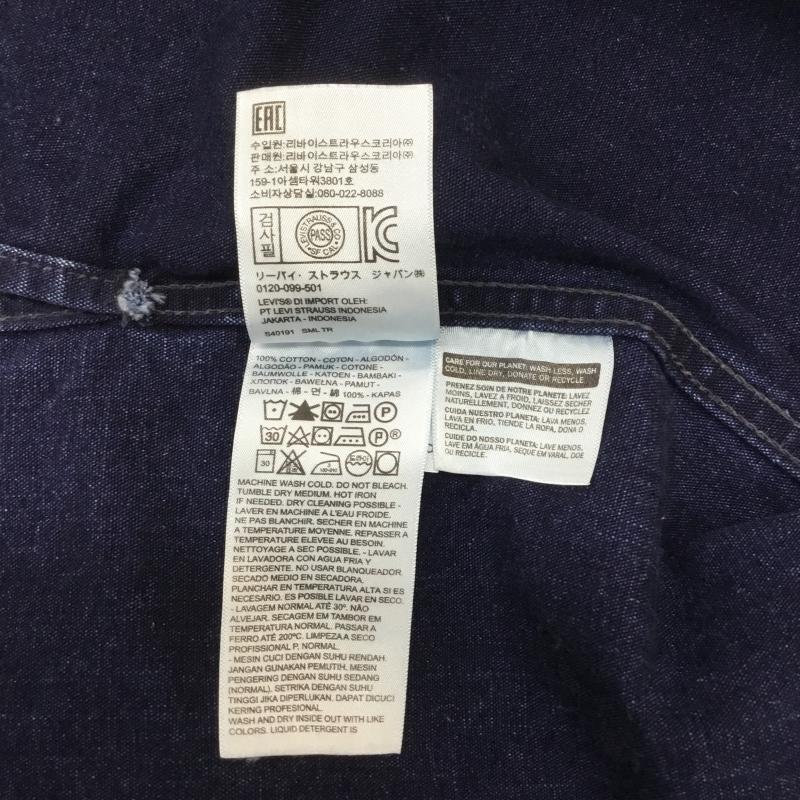 EAC
수입원:리바이스트라우스코리아㈜
판매원:리바이스트라우스코리아㈜
주 소:서울시 강남구 삼성동
159-1아셈타워3801호
소비자상담실:080-022-8088
검사필
LEVI STRAUSS & CO
PASS
SF CAL
KC
リーバイ・ストラウス ジャパン㈱
0120-099-501
LEVI'S® DI IMPORT OLEH:
PT LEVI STRAUSS INDONESIA
JAKARTA - INDONESIA
S40191 SML TR
100% COTTON - COTON - ALGODÓN -
ALGODÃO - PAMUK - COTONE -
BAUMWOLLE - KATOEN - BAMBAKI -
ХЛОПОК - BAWEŁNA - PAMUT -
BAVLNA - 棉 - 면 - 綿 100% - KAPAS
P
30 P®
30
MACHINE WASH COLD. DO NOT BLEACH.
TUMBLE DRY MEDIUM. HOT IRON
IF NEEDED. DRY CLEANING POSSIBLE -
LAVER EN MACHINE A L'EAU FROIDE.
NE PAS BLANCHIR. SECHER EN MACHINE
A TEMPERATURE MOYENNE. REPASSER A
TEMPERATURE ELEVEE AU BESOIN.
NETTOYAGE A SEC POSSIBLE. - LAVAR
EN LAVADORA CON AGUA FRIA Y
DETERGENTE. NO USAR BLANQUEADOR.
SECADO MEDIO EN SECADORA.
PLANCHAR EN TEMPERATURA ALTA SI ES
NECESARIO. ES POSIBLE LAVAR EN SECO.
- LAVAGEM NORMAL ATÉ 30º. NÃO
ALVEJAR. SECAGEM EM TAMBOR EM
TEMPERATURA NORMAL. PASSAR A
FERRO ATÉ 200ºC. LIMPEZA A SECO
PROFISSIONAL P, NORMAL.
- MESIN CUCI DENGAN SUHU RENDAH.
JANGAN GUNAKAN PEMUTIH. MESIN
PENGERING DENGAN SUHU SEDANG
(NORMAL). SETRIKA DENGAN SUHU
TINGGI JIKA DIPERLUKAN. DAPAT DICUCI
KERING PROFESIONAL.
WASH AND DRY INSIDE OUT WITH LIKE
COLORS. LIQUID DETERGENT IS
CARE FOR OUR PLANET: WASH LESS, WASH
COLD, LINE DRY, DONATE OR RECYCLE.
PRENEZ SOIN DE NOTRE PLANETE: LAVEZ
MOINS, LAVEZ A FROID, LAISSEZ SECHER
NATURELLEMENT, DONNEZ OU RECYCLEZ
CUIDA NUESTRO PLANETA: LAVA MENOS,
LAVA EN FRIO, TIENDE LA ROPA, DONA O
RECYCLA.
CUIDE DO NOSSO PLANETA: LAVE MENOS,
LAVE EM ÁGUA FRIA, SEQUE EM VARAL, DOE
OU RECICLE.